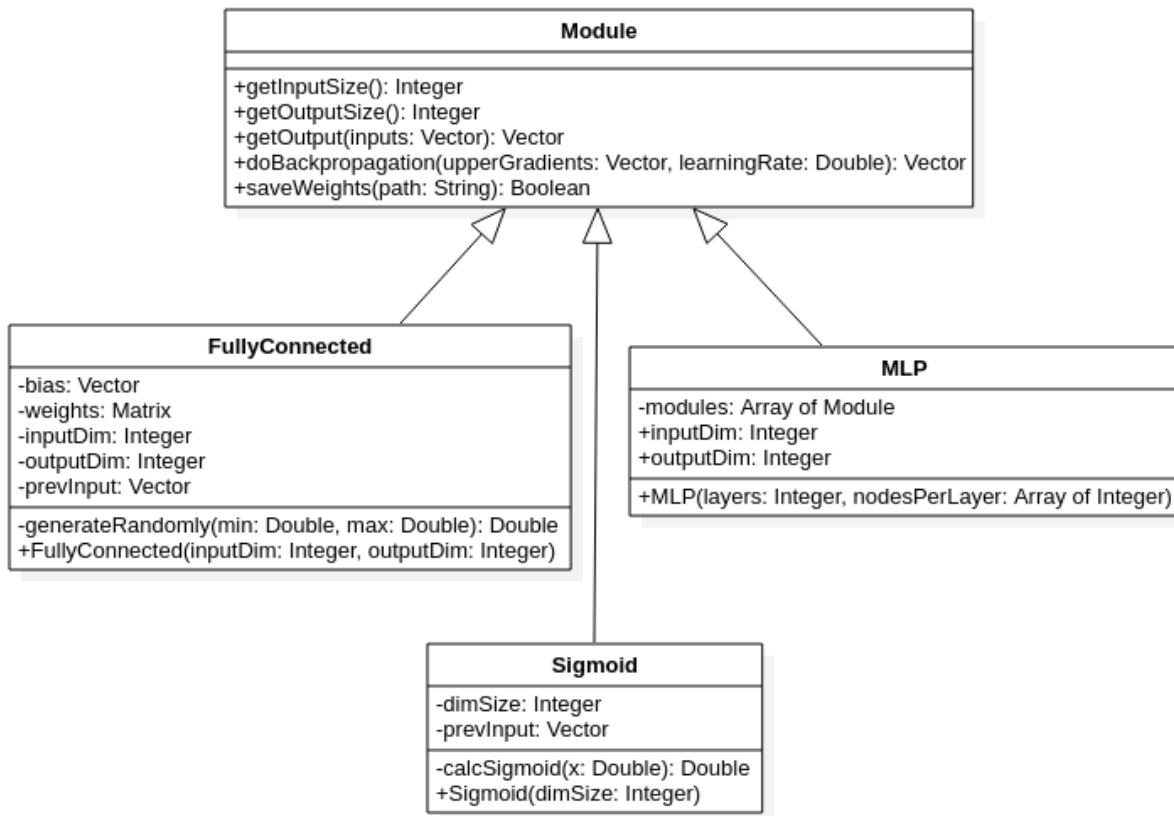 Module
+getInputSize(): Integer
+getOutputSize(): Integer
+getOutput(inputs: Vector): Vector
+doBackpropagation(upperGradients: Vector, learningRate: Double): Vector
+saveWeights(path: String): Boolean
FullyConnected
-bias: Vector
-weights: Matrix
-inputDim: Integer
-outputDim: Integer
-prevInput: Vector
-generateRandomly(min: Double, max: Double): Double
+FullyConnected(inputDim: Integer, outputDim: Integer)
MLP
-modules: Array of Module
+inputDim: Integer
+outputDim: Integer
+MLP(layers: Integer, nodesPerLayer: Array of Integer)
Sigmoid
-dimSize: Integer
-prevInput: Vector
-calcSigmoid(x: Double): Double
+Sigmoid(dimSize: Integer)